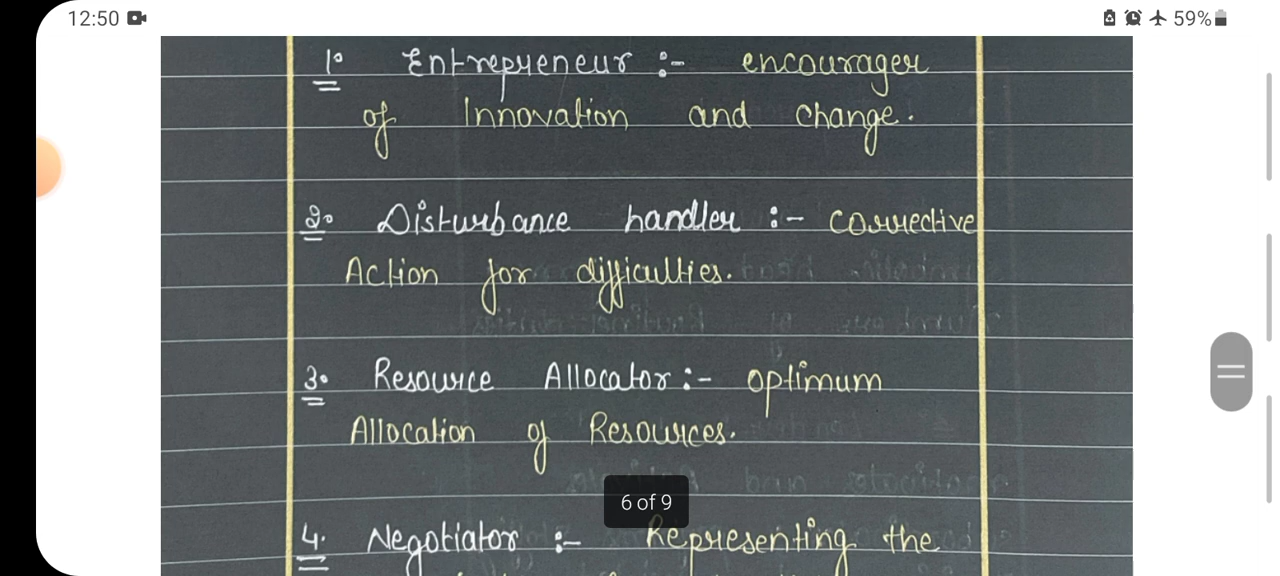 12:50
59%
1. Entrepreneur :- encourager
of Innovation and change.
2. Disturbance handler :- corrective
Action for difficulties.
3. Resource Allocator :- optimum
Allocation of Resources.
6 of 9
4. Negotiator :- Representing the